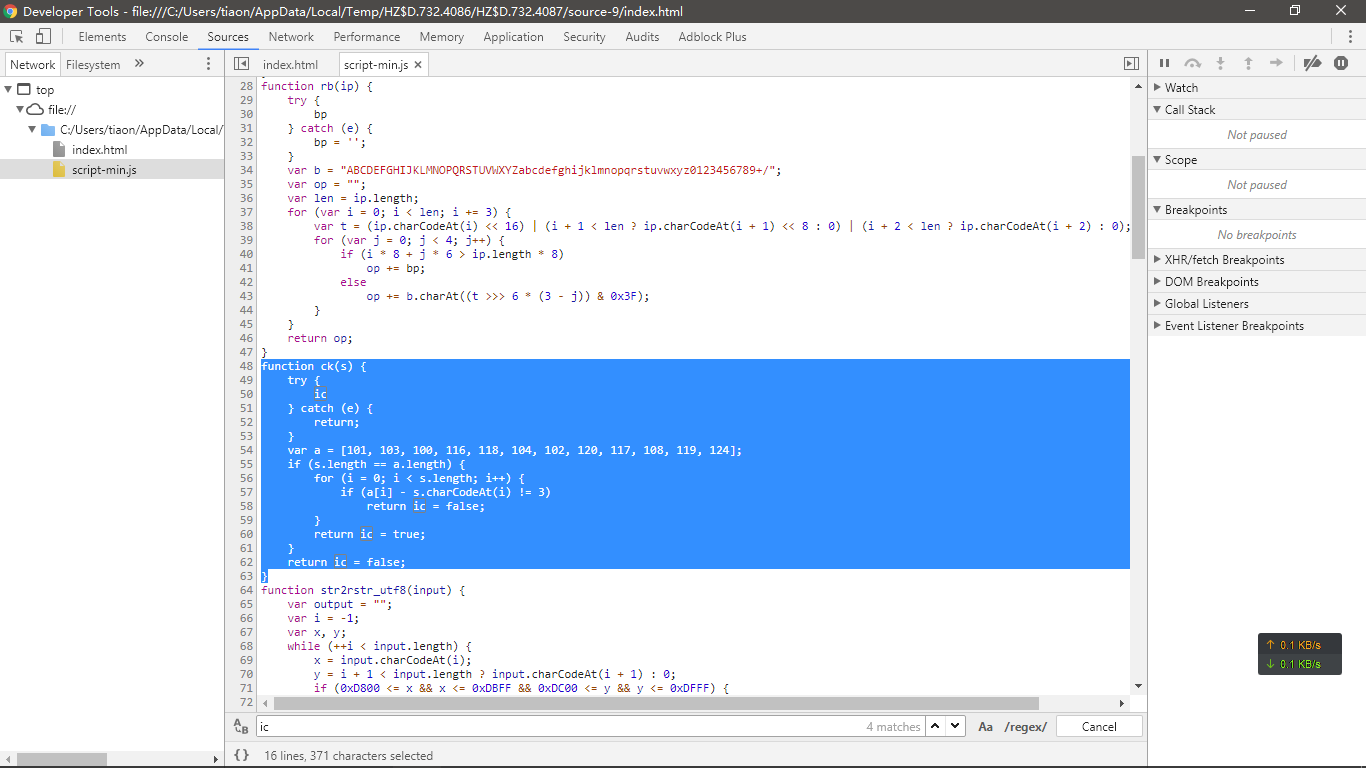 Developer Tools - file:///C:/Users/tiaon/AppData/Local/Temp/HZ$D.732.4086/HZ$D.732.4087/source-9/index.html
Elements Console Sources Network Performance Memory Application Security Audits Adblock Plus
Network Filesystem »
top
file://
C:/Users/tiaon/AppData/Local/
index.html
script-min.js
index.html script-min.js ×
28 function rb(ip) {
29     try {
30         bp
31     } catch (e) {
32         bp = '';
33     }
34     var b = "ABCDEFGHIJKLMNOPQRSTUVWXYZabcdefghijklmnopqrstuvwxyz0123456789+/";
35     var op = "";
36     var len = ip.length;
37     for (var i = 0; i < len; i += 3) {
38         var t = (ip.charCodeAt(i) << 16) | (i + 1 < len ? ip.charCodeAt(i + 1) << 8 : 0) | (i + 2 < len ? ip.charCodeAt(i + 2) : 0);
39         for (var j = 0; j < 4; j++) {
40             if (i * 8 + j * 6 > ip.length * 8)
41                 op += bp;
42             else
43                 op += b.charAt((t >>> 6 * (3 - j)) & 0x3F);
44         }
45     }
46     return op;
47 }
48 function ck(s) {
49     try {
50         ic
51     } catch (e) {
52         return;
53     }
54     var a = [101, 103, 100, 116, 118, 104, 102, 120, 117, 108, 119, 124];
55     if (s.length == a.length) {
56         for (i = 0; i < s.length; i++) {
57             if (a[i] - s.charCodeAt(i) != 3)
58                 return ic = false;
59         }
60         return ic = true;
61     }
62     return ic = false;
63 }
64 function str2rstr_utf8(input) {
65     var output = "";
66     var i = -1;
67     var x, y;
68     while (++i < input.length) {
69         x = input.charCodeAt(i);
70         y = i + 1 < input.length ? input.charCodeAt(i + 1) : 0;
71         if (0xD800 <= x && x <= 0xDBFF && 0xDC00 <= y && y <= 0xDFFF) {
72
ic 4 matches Aa /regex/ Cancel
{} 16 lines, 371 characters selected
Watch
Call Stack
Not paused
Scope
Not paused
Breakpoints
No breakpoints
XHR/fetch Breakpoints
DOM Breakpoints
Global Listeners
Event Listener Breakpoints
↑ 0.1 KB/s
↓ 0.1 KB/s